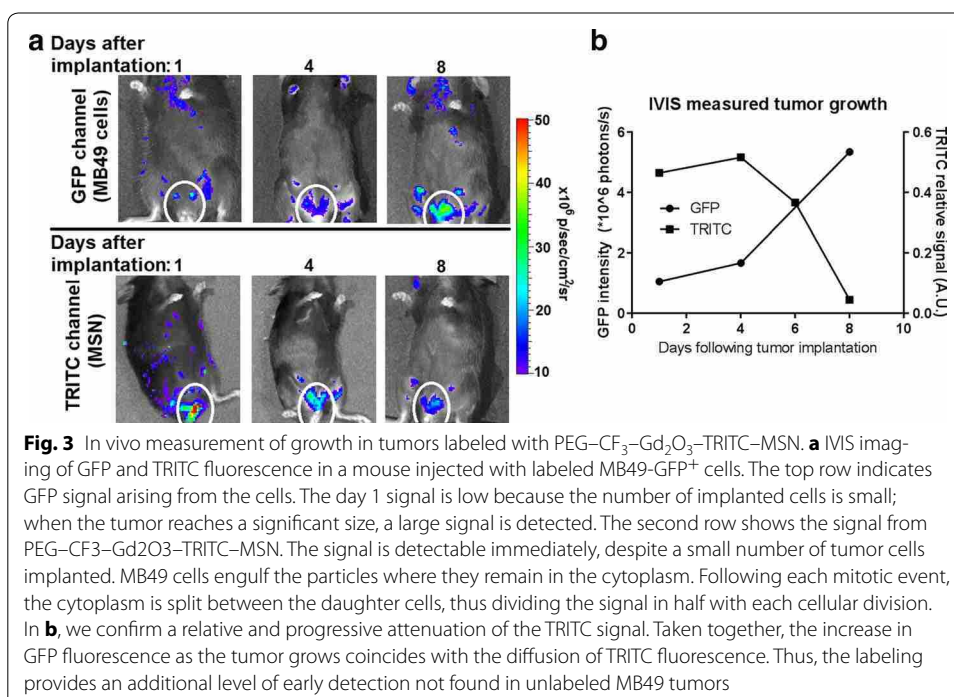 a Days after
implantation: 1 4 8
GFP channel
(MB49 cells)
Days after
implantation: 1 4 8
TRITC channel
(MSN)
50
40
30
20
10
x10⁶ p/sec/cm²/sr
b
IVIS measured tumor growth
GFP intensity (*10^6 photons/s)
6
4
2
0
GFP
TRITC
0.6
0.4
0.2
0.0
TRITC relative
signal (A.U.)
0 2 4 6 8 10
Days following tumor implantation
Fig. 3 In vivo measurement of growth in tumors labeled with PEG–CF₃–Gd₂O₃–TRITC–MSN. a IVIS imag-
ing of GFP and TRITC fluorescence in a mouse injected with labeled MB49-GFP⁺ cells. The top row indicates
GFP signal arising from the cells. The day 1 signal is low because the number of implanted cells is small;
when the tumor reaches a significant size, a large signal is detected. The second row shows the signal from
PEG–CF3–Gd2O3–TRITC–MSN. The signal is detectable immediately, despite a small number of tumor cells
implanted. MB49 cells engulf the particles where they remain in the cytoplasm. Following each mitotic event,
the cytoplasm is split between the daughter cells, thus dividing the signal in half with each cellular division.
In b, we confirm a relative and progressive attenuation of the TRITC signal. Taken together, the increase in
GFP fluorescence as the tumor grows coincides with the diffusion of TRITC fluorescence. Thus, the labeling
provides an additional level of early detection not found in unlabeled MB49 tumors